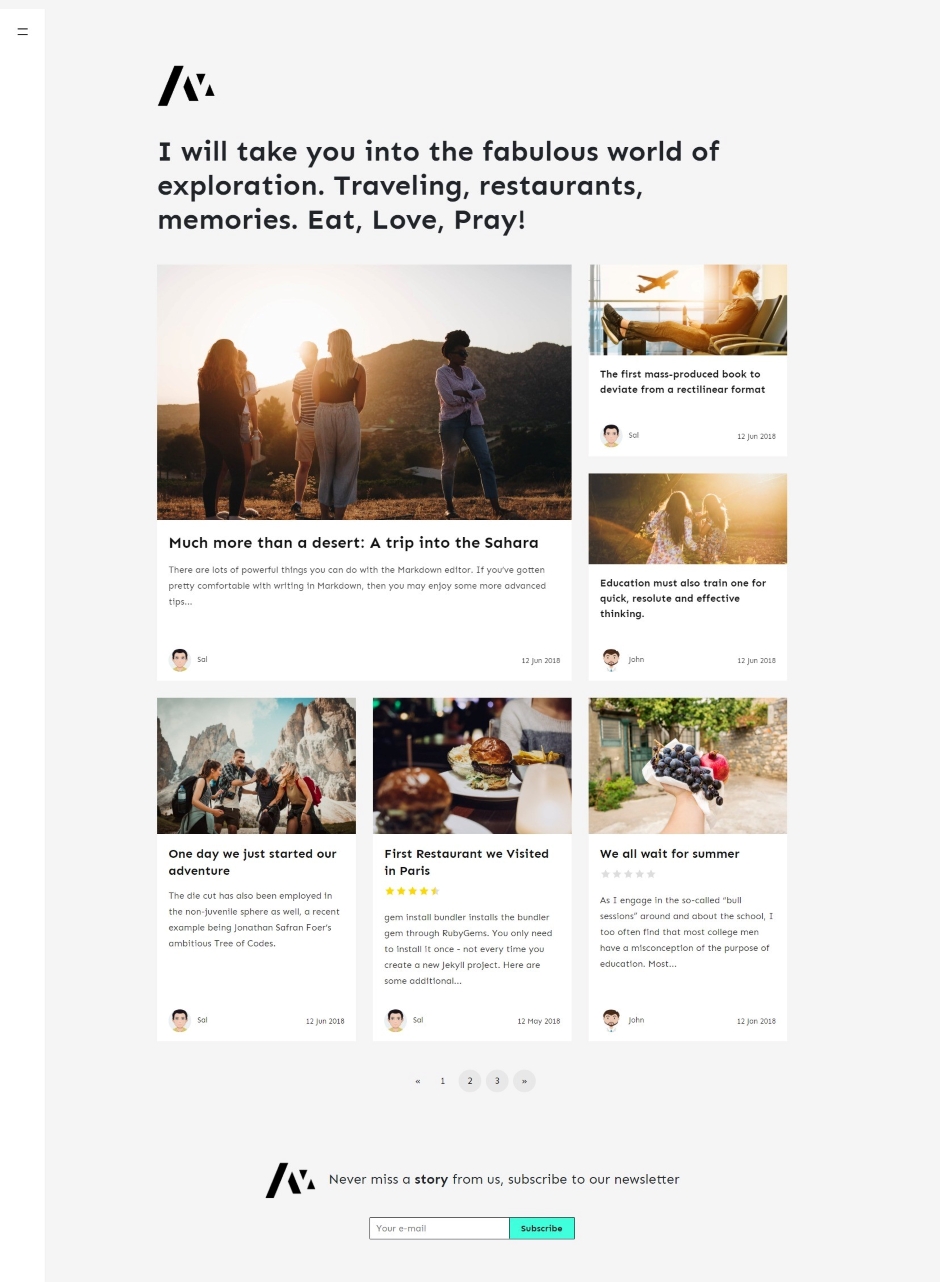 I will take you into the fabulous world of
exploration. Traveling, restaurants,
memories. Eat, Love, Pray!
Much more than a desert: A trip into the Sahara
There are lots of powerful things you can do with the Markdown editor. If you've gotten
pretty comfortable with writing in Markdown, then you may enjoy some more advanced
tips...
Sal
12 Jun 2018
The first mass-produced book to
deviate from a rectilinear format
Sal
12 Jun 2018
Education must also train one for
quick, resolute and effective
thinking.
John
12 Jun 2018
One day we just started our
adventure
The die cut has also been employed in
the non-juvenile sphere as well, a recent
example being Jonathan Safran Foer's
ambitious Tree of Codes.
Sal
12 Jun 2018
First Restaurant we Visited
in Paris
gem install bundler installs the bundler
gem through RubyGems. You only need
to install it once - not every time you
create a new Jekyll project. Here are
some additional...
Sal
12 May 2018
We all wait for summer
As I engage in the so-called "bull
sessions" around and about the school, I
too often find that most college men
have a misconception of the purpose of
education. Most...
John
12 Jan 2018
« 1 2 3 »
Never miss a story from us, subscribe to our newsletter
Your e-mail
Subscribe